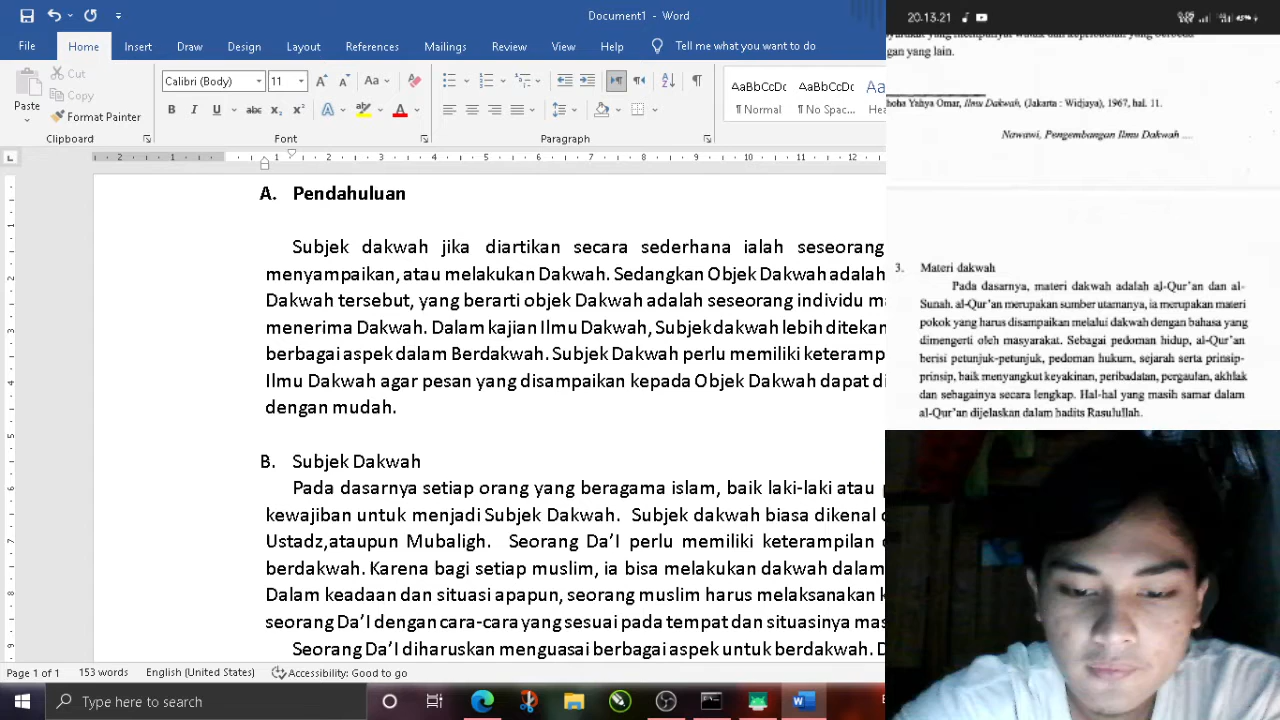 Document1 - Word
File Home Insert Design Layout References Mailings Review View Help Tell me what you want to do
Cut
Copy
Format Painter
Paste
Clipboard
Calibri (Body) 11
Font
Paragraph
AaBbCcDc AaBbCcDc
¶ Normal ¶ No Spac...
A. Pendahuluan
Subjek dakwah jika diartikan secara sederhana ialah seseorang
menyampaikan, atau melakukan Dakwah. Sedangkan Objek Dakwah adalah
Dakwah tersebut, yang berarti objek Dakwah adalah seseorang individu
menerima Dakwah. Dalam kajian Ilmu Dakwah, Subjek dakwah lebih ditekan
berbagai aspek dalam Berdakwah. Subjek Dakwah perlu memiliki keteramp
Ilmu Dakwah agar pesan yang disampaikan kepada Objek Dakwah dapat di
dengan mudah.
B. Subjek Dakwah
Pada dasarnya setiap orang yang beragama islam, baik laki-laki atau
kewajiban untuk menjadi Subjek Dakwah. Subjek dakwah biasa dikenal
Ustadz,ataupun Mubaligh. Seorang Da’I perlu memiliki keterampilan
berdakwah. Karena bagi setiap muslim, ia bisa melakukan dakwah dalam
Dalam keadaan dan situasi apapun, seorang muslim harus melaksanakan
seorang Da’I dengan cara-cara yang sesuai pada tempat dan situasinya mas
Seorang Da’I diharuskan menguasai berbagai aspek untuk berdakwah.
Page 1 of 1 153 words English (United States) Accessibility: Good to go
Type here to search
20.13.21
gan yang lain.
Yahya Omar, Ilmu Dakwah, (Jakarta : Widjaya), 1967, hal. 11.
Nawawi, Pengembangan Ilmu Dakwah ....
3. Materi dakwah
Pada dasarnya, materi dakwah adalah al-Qur’an dan al-
Sunah. al-Qur’an merupakan sumber utamanya, ia merupakan materi
pokok yang harus disampaikan melalui dakwah dengan bahasa yang
dimengerti oleh masyarakat. Sebagai pedoman hidup, al-Qur’an
berisi petunjuk-petunjuk, pedoman hukum, sejarah serta prinsip-
prinsip, baik menyangkut keyakinan, peribadatan, pergaulan, akhlak
dan sebagainya secara lengkap. Hal-hal yang masih samar dalam
al-Qur’an dijelaskan dalam hadits Rasulullah.